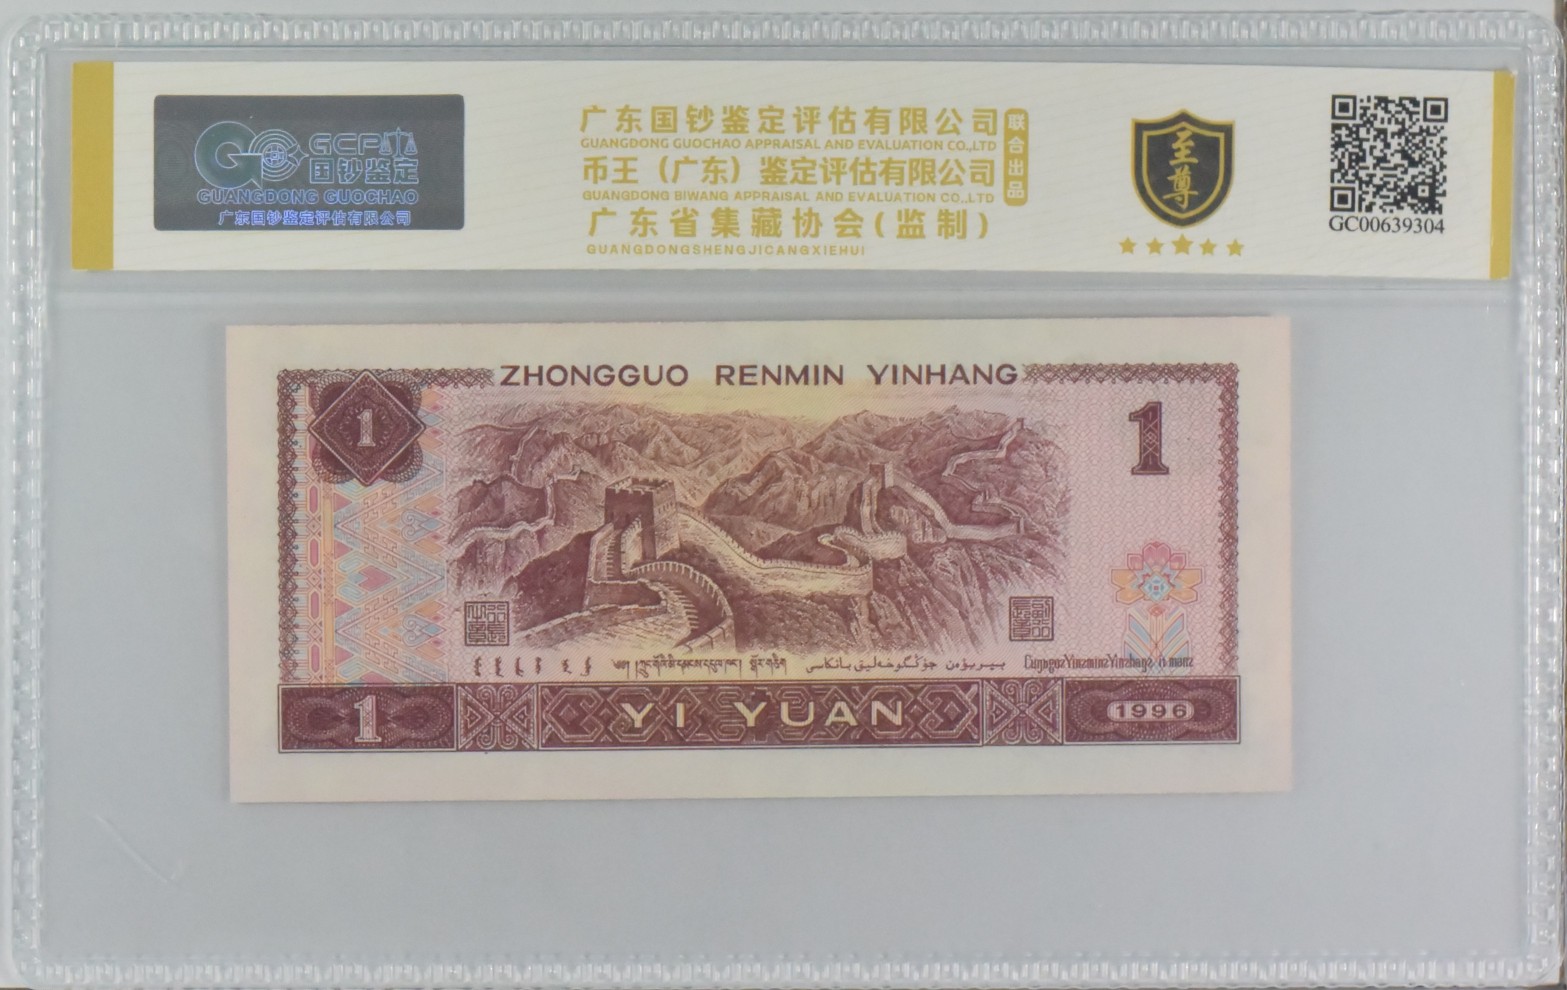 GCP
国钞鉴定
GUANGDONG GUOCHAO
广东国钞鉴定评估有限公司
广东国钞鉴定评估有限公司
GUANGDONG GUOCHAO APPRAISAL AND EVALUATION CO.,LTD
币王（广东）鉴定评估有限公司
GUANGDONG BIWANG APPRAISAL AND EVALUATION CO.,LTD
联合出品
广东省集藏协会(监制)
GUANGDONGSHENGJICANGXIEHUI
至尊
GC00639304
ZHONGGUO RENMIN YINHANG
1
1
1
YI YUAN
1996